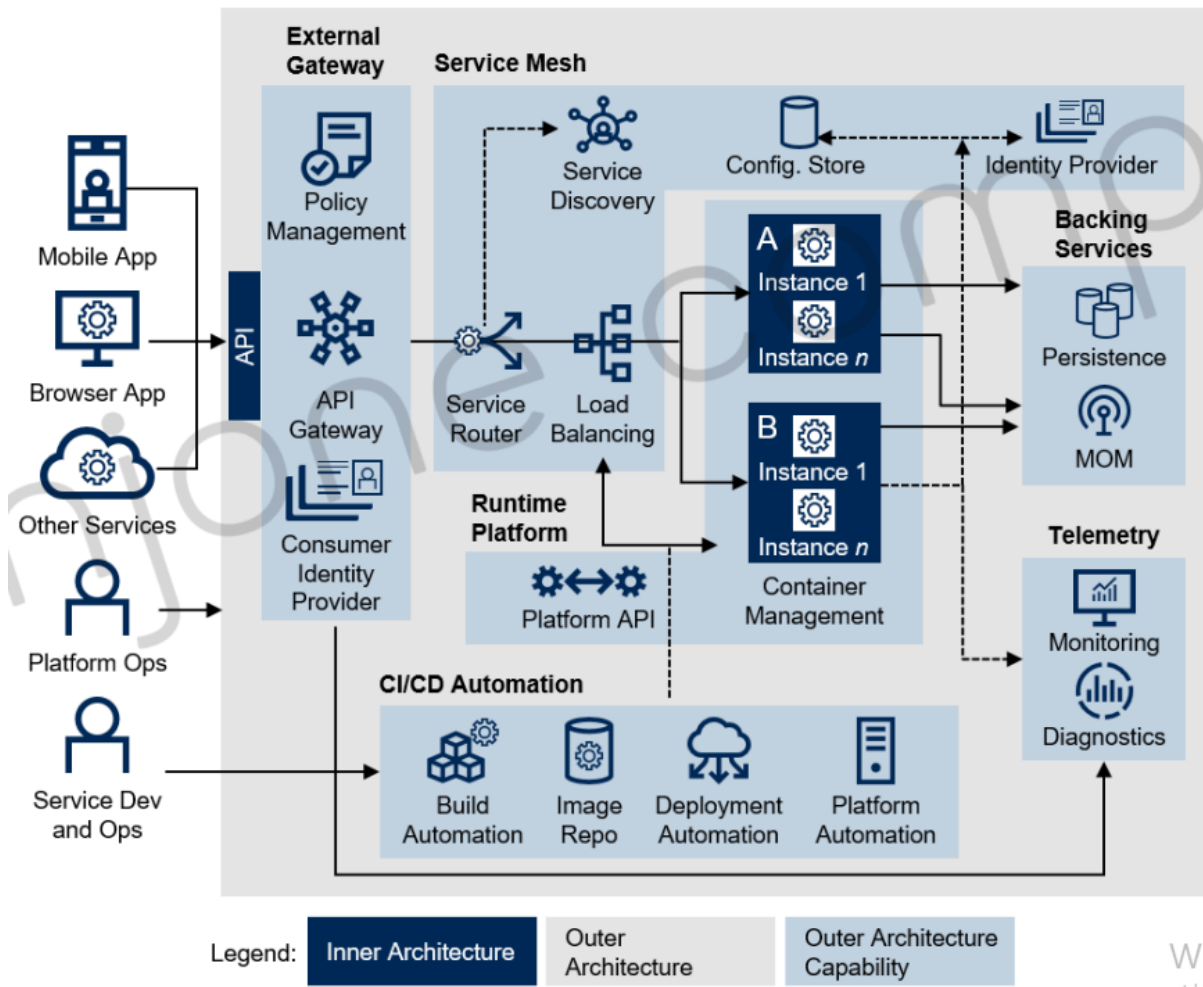 External
Gateway
Service Mesh
Policy
Management
Service
Discovery
Config. Store
Identity Provider
Mobile App
Browser App
Other Services
Platform Ops
Service Dev
and Ops
API
API
Gateway
Consumer
Identity
Provider
Service
Router
Load
Balancing
A
Instance 1
Instance n
B
Instance 1
Instance n
Container
Management
Backing
Services
Persistence
MOM
Runtime
Platform
Platform API
Telemetry
Monitoring
Diagnostics
CI/CD Automation
Build
Automation
Image
Repo
Deployment
Automation
Platform
Automation
Legend:
Inner Architecture
Outer
Architecture
Outer Architecture
Capability
njone comp